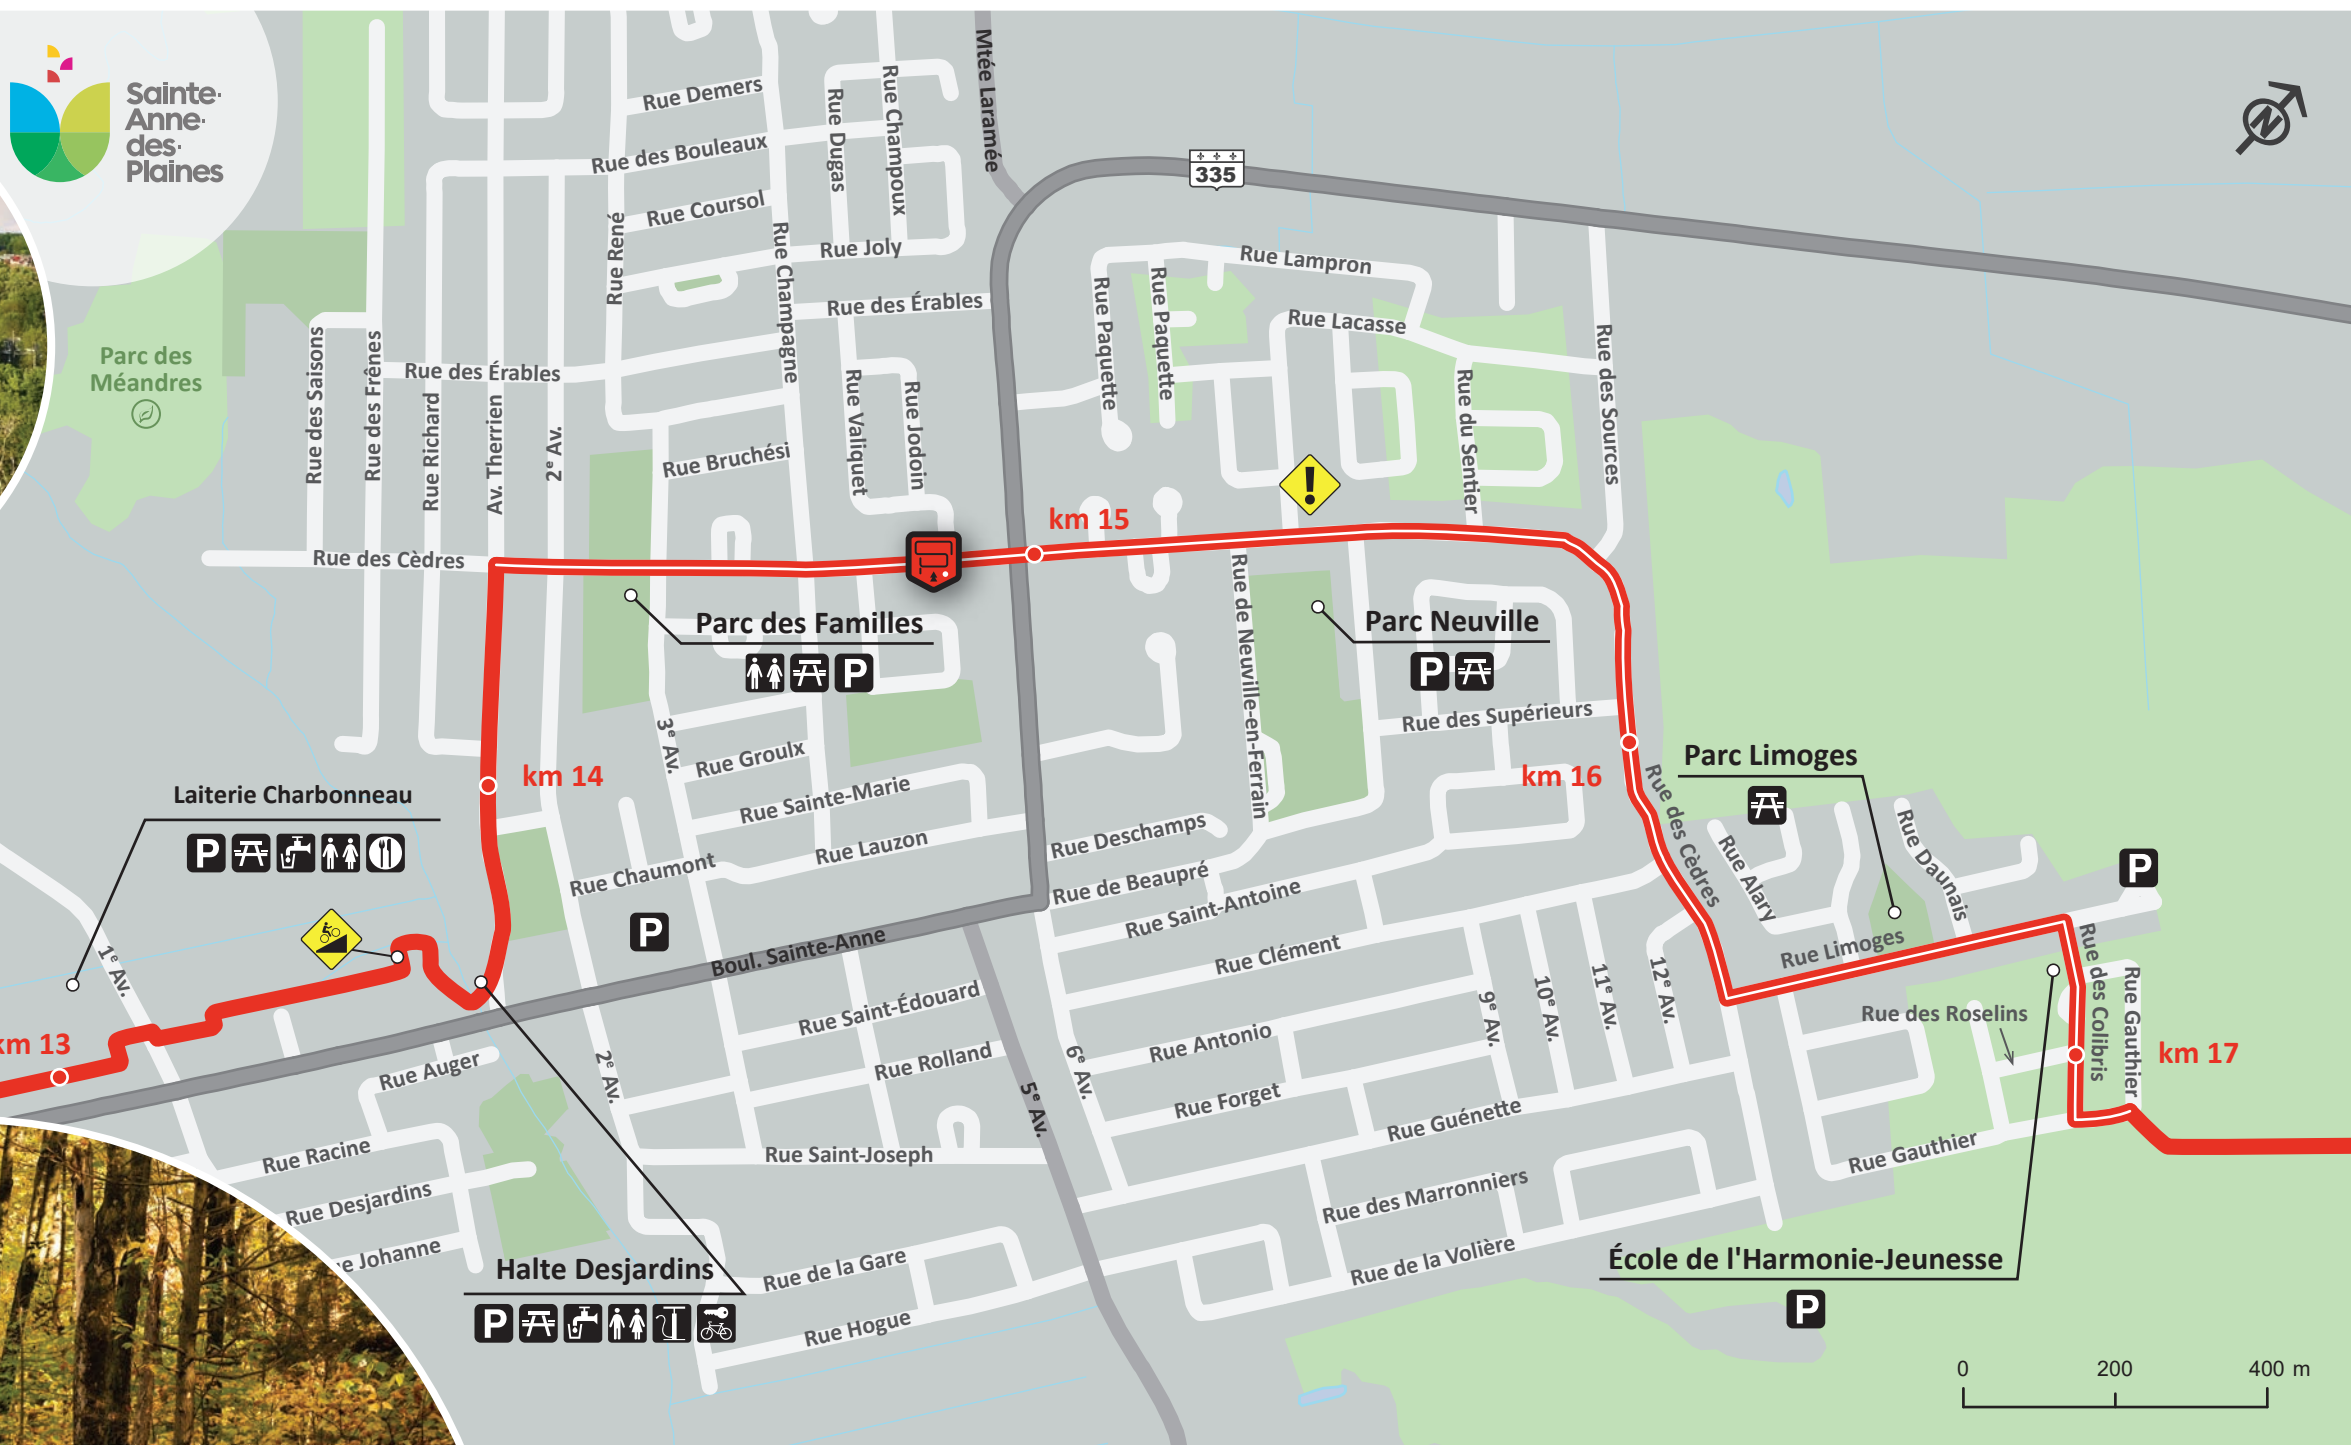 Sainte-
Anne-
des-
Plaines
Mtée Laramée
335
N
Rue Demers
Rue des Bouleaux
Rue Coursol
Rue Dugas
Rue Champoux
Rue Joly
Rue René
Rue Champagne
Rue des Érables
Rue Lampron
Rue Lacasse
Rue Paquette
Rue Paquette
Rue des Sources
Rue du Sentier
Parc des
Méandres
Rue des Saisons
Rue des Frênes
Rue Richard
Av. Therrien
2e Av.
Rue des Érables
Rue Valiquet
Rue Jodoin
Rue Bruchési
!
km 15
Rue des Cèdres
Parc des Familles
P
Rue de Neuville-en-Ferrain
Parc Neuville
P
Rue des Supérieurs
3e Av.
Rue Groulx
Rue Sainte-Marie
Rue Lauzon
Rue Chaumont
km 14
km 16
Parc Limoges
Rue des Cèdres
Rue Alary
Rue Daunais
P
Laiterie Charbonneau
P
P
Rue Deschamps
Rue de Beaupré
Rue Saint-Antoine
Rue Clément
Boul. Sainte-Anne
Rue Limoges
1e Av.
km 13
Rue Saint-Édouard
Rue Rolland
Rue Antonio
Rue Forget
Rue Guénette
9e Av.
10e Av.
11e Av.
12e Av.
Rue des Roselins
Rue des Colibris
Rue Gauthier
km 17
Rue Auger
2e Av.
5e Av.
6e Av.
Rue Racine
Rue Desjardins
e Johanne
Rue Saint-Joseph
Rue des Marronniers
Rue de la Volière
Rue Gauthier
Halte Desjardins
P
Rue de la Gare
Rue Hogue
École de l'Harmonie-Jeunesse
P
0 200 400 m